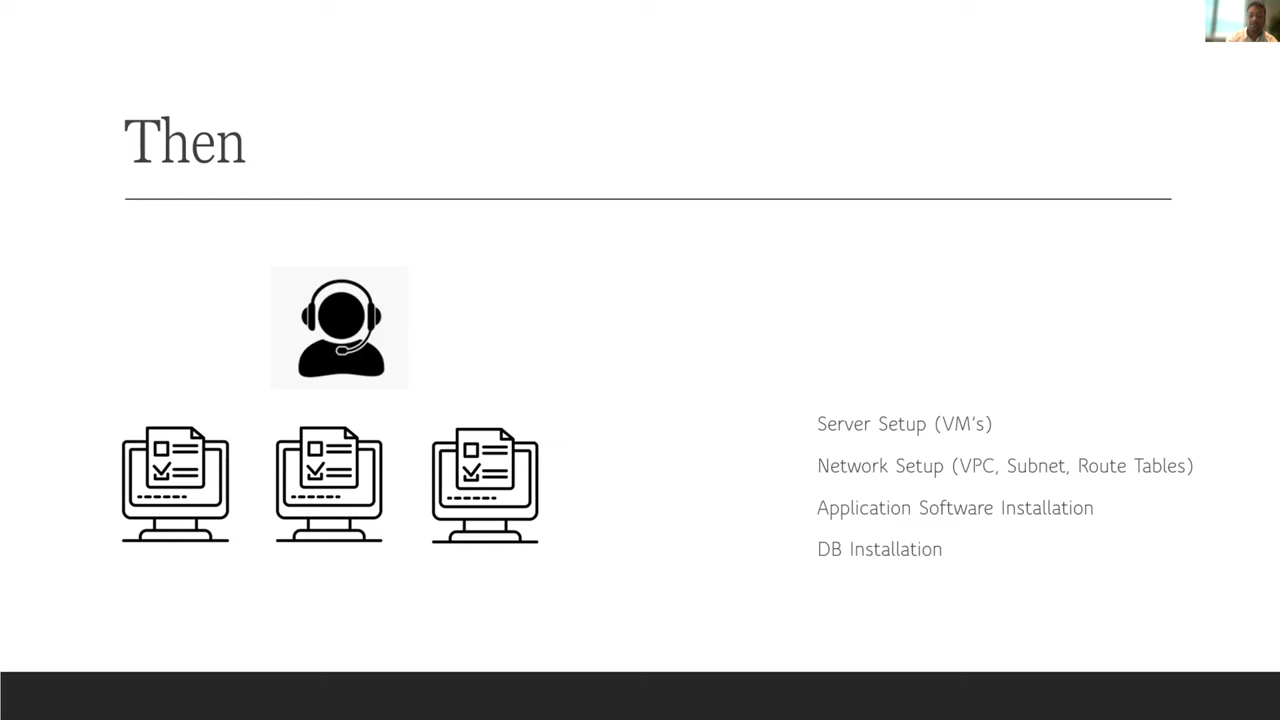 Then
Server Setup (VM's)
Network Setup (VPC, Subnet, Route Tables)
Application Software Installation
DB Installation